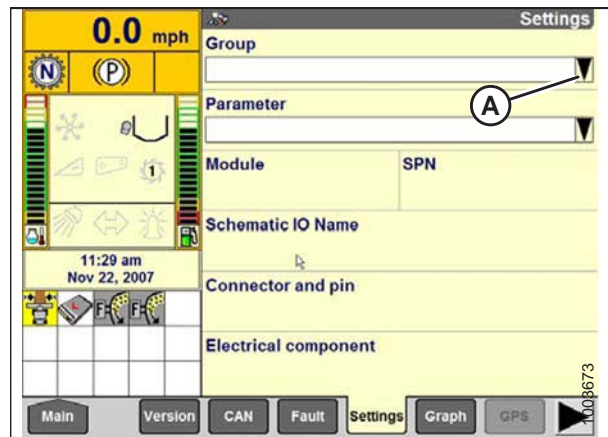 0.0 mph
N
(P)
1
11:29 am
Nov 22, 2007
F
F
Settings
Group
A
Parameter
Module
SPN
Schematic IO Name
Connector and pin
Electrical component
Main
Version
CAN
Fault
Settings
Graph
GPS
1003673